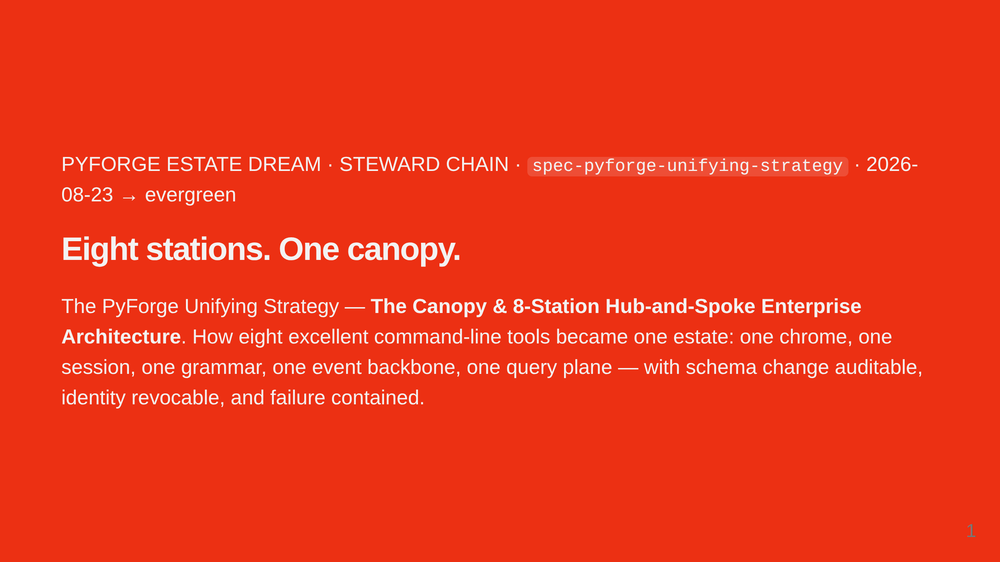 PYFORGE ESTATE DREAM · STEWARD CHAIN · spec-pyforge-unifying-strategy · 2026-
08-23 → evergreen
Eight stations. One canopy.
The PyForge Unifying Strategy — The Canopy & 8-Station Hub-and-Spoke Enterprise
Architecture. How eight excellent command-line tools became one estate: one chrome, one
session, one grammar, one event backbone, one query plane — with schema change auditable,
identity revocable, and failure contained.
1